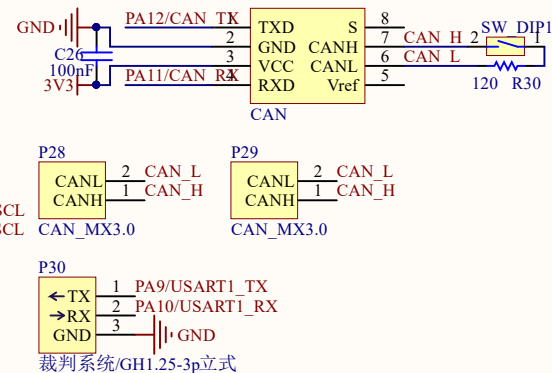 PA12/CAN_TX 1 TXD S 8 SW_DIP1
GND 2 GND CANH 7 CAN_H 2 1
C26 3 VCC CANL 6 CAN_L
100nF
3V3 PA11/CAN_RX 4 RXD Vref 5 120 R30
CAN
P28 P29
CANL 2 CAN_L CANL 2 CAN_L
CANH 1 CAN_H CANH 1 CAN_H
SCL
SCL CAN_MX3.0 CAN_MX3.0
P30
TX 1 PA9/USART1_TX
RX 2 PA10/USART1_RX
GND 3 GND
裁判系统/GH1.25-3p立式